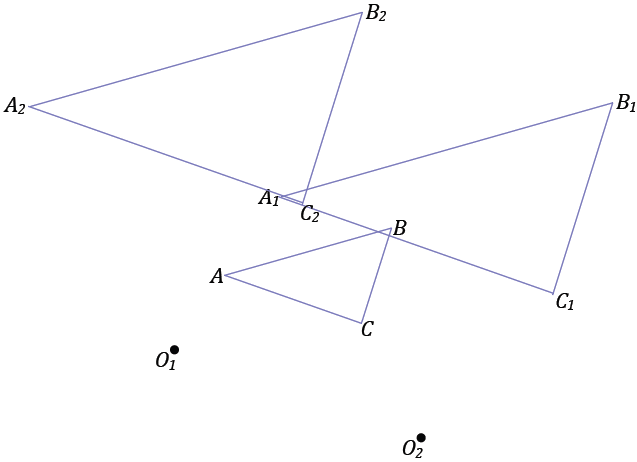 B₂
A₂
B₁
A₁
C₂
B
A
C₁
C
O₁
O₂